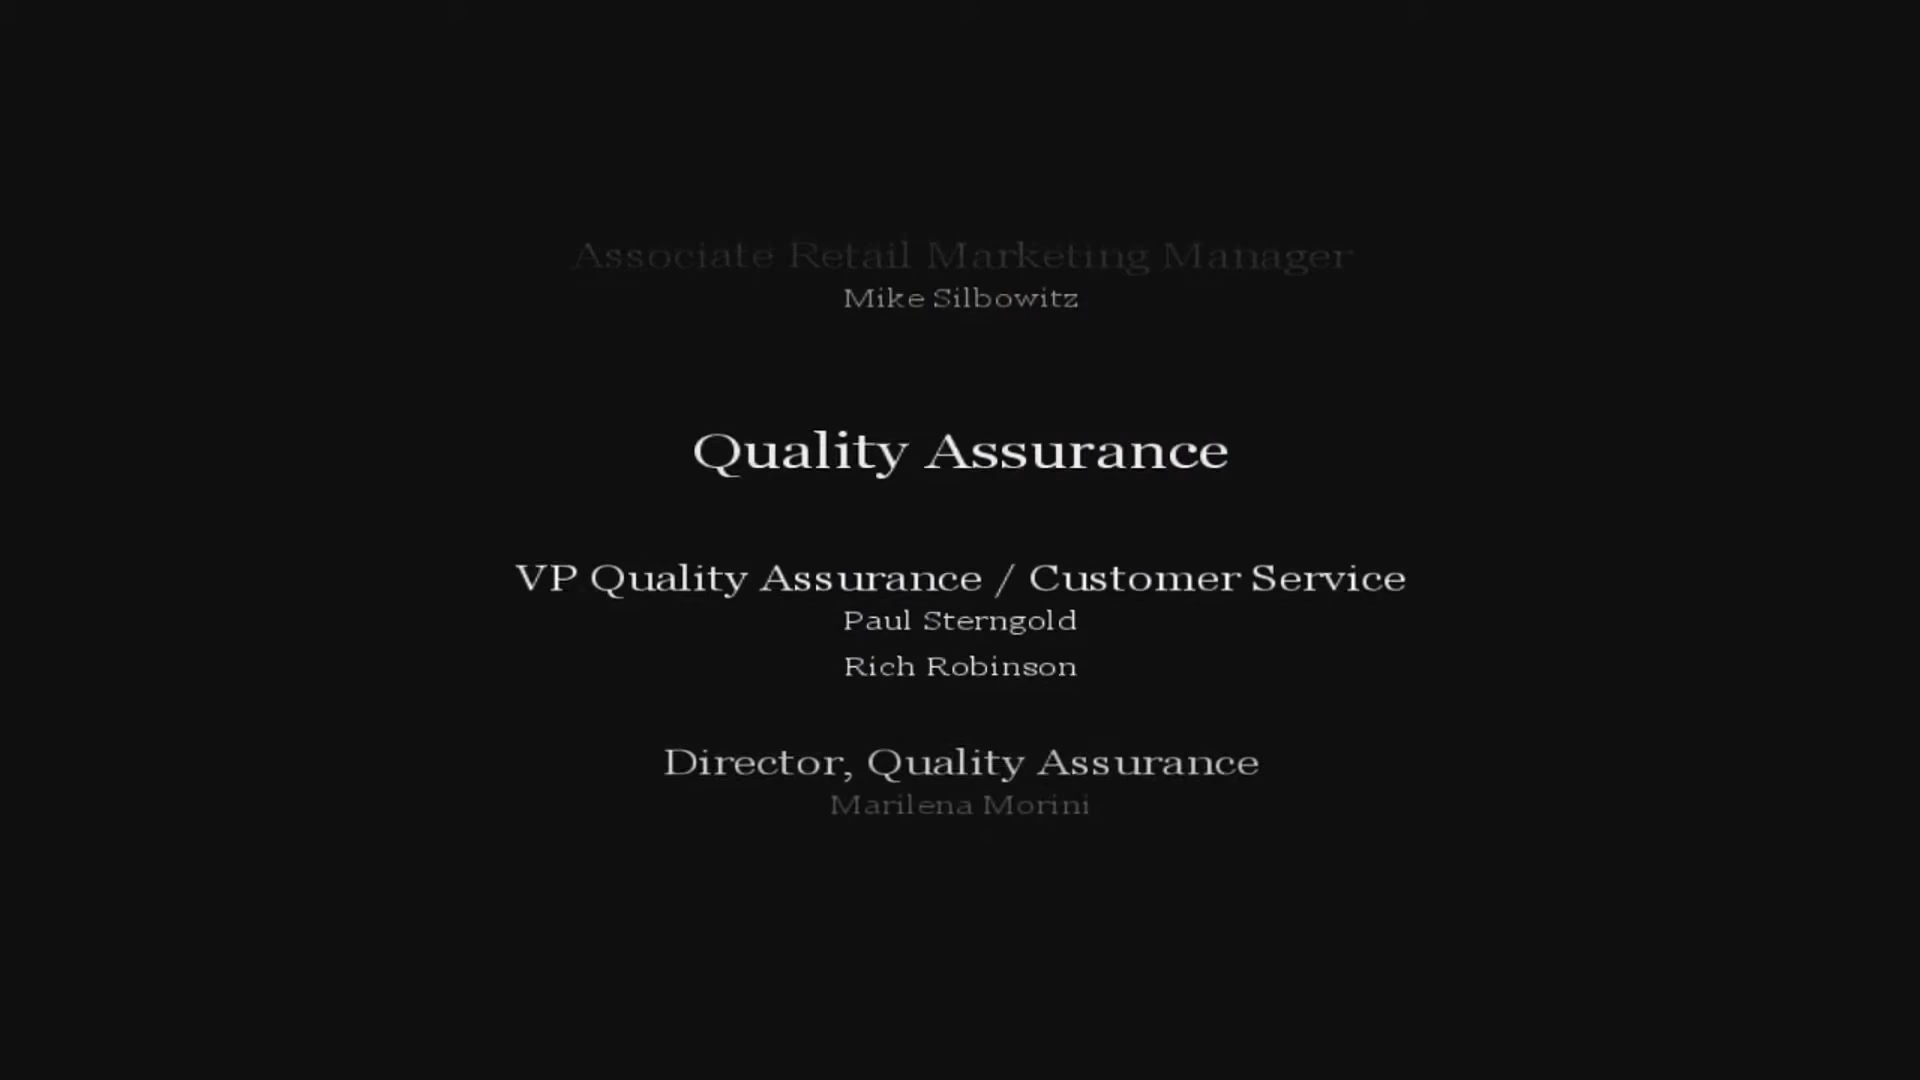 Associate Retail Marketing Manager
Mike Silbowitz
Quality Assurance
VP Quality Assurance / Customer Service
Paul Sterngold
Rich Robinson
Director, Quality Assurance
Marilena Morini